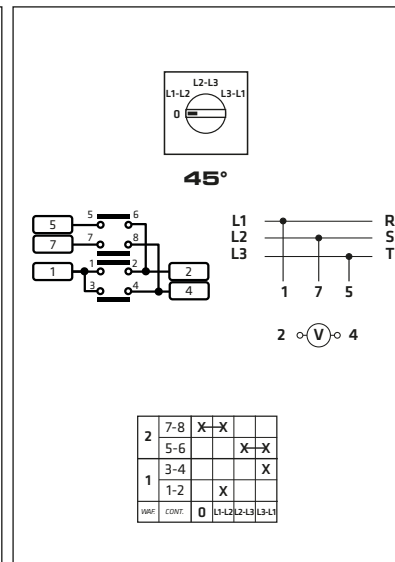 L2-L3
L1-L2 L3-L1
0
45°
5 5 6
7 7 8
1 1 2 2
3 4 4
L1 R
L2 S
L3 T
1 7 5
2 V 4
2 7-8 X X
5-6 X X
1 3-4 X
1-2 X
WAF. CONT. 0 L1-L2 L2-L3 L3-L1